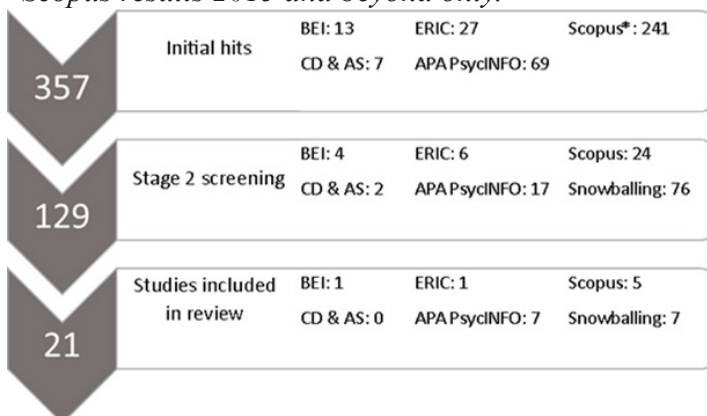 Scopus results 2015 and beyond only.
357
Initial hits
BEI: 13 ERIC: 27 Scopus*: 241
CD & AS: 7 APA PsycINFO: 69
129
Stage 2 screening
BEI: 4 ERIC: 6 Scopus: 24
CD & AS: 2 APA PsycINFO: 17 Snowballing: 76
21
Studies included
in review
BEI: 1 ERIC: 1 Scopus: 5
CD & AS: 0 APA PsycINFO: 7 Snowballing: 7